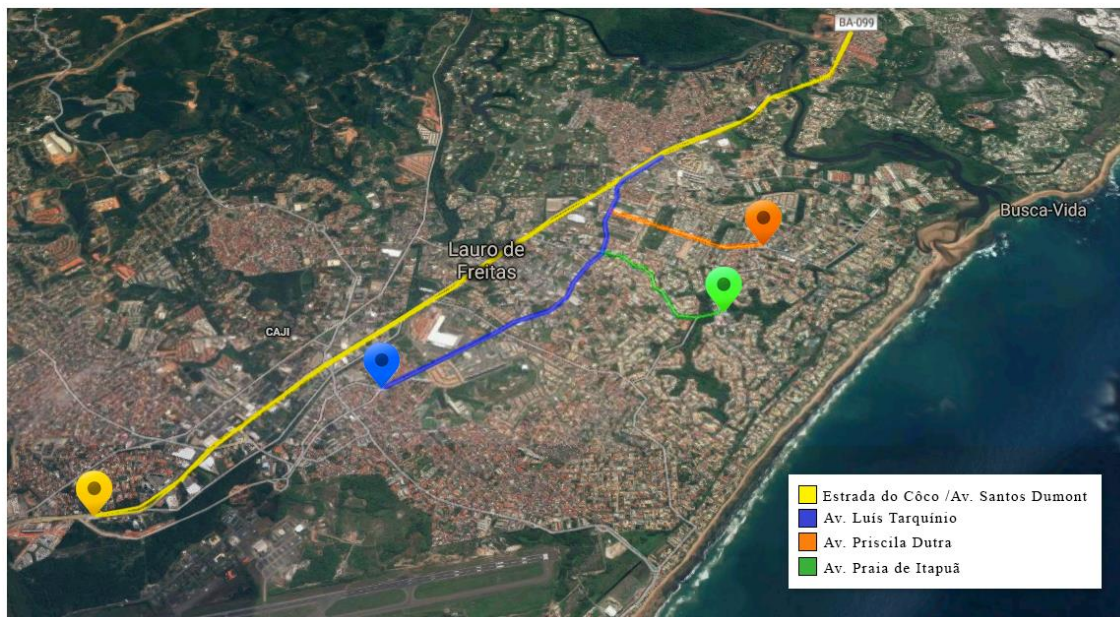 BA-099
Busca-Vida
Lauro de
Freitas
CAJI
Estrada do Côco /Av. Santos Dumont
Av. Luís Tarquínio
Av. Priscila Dutra
Av. Praia de Itapuã